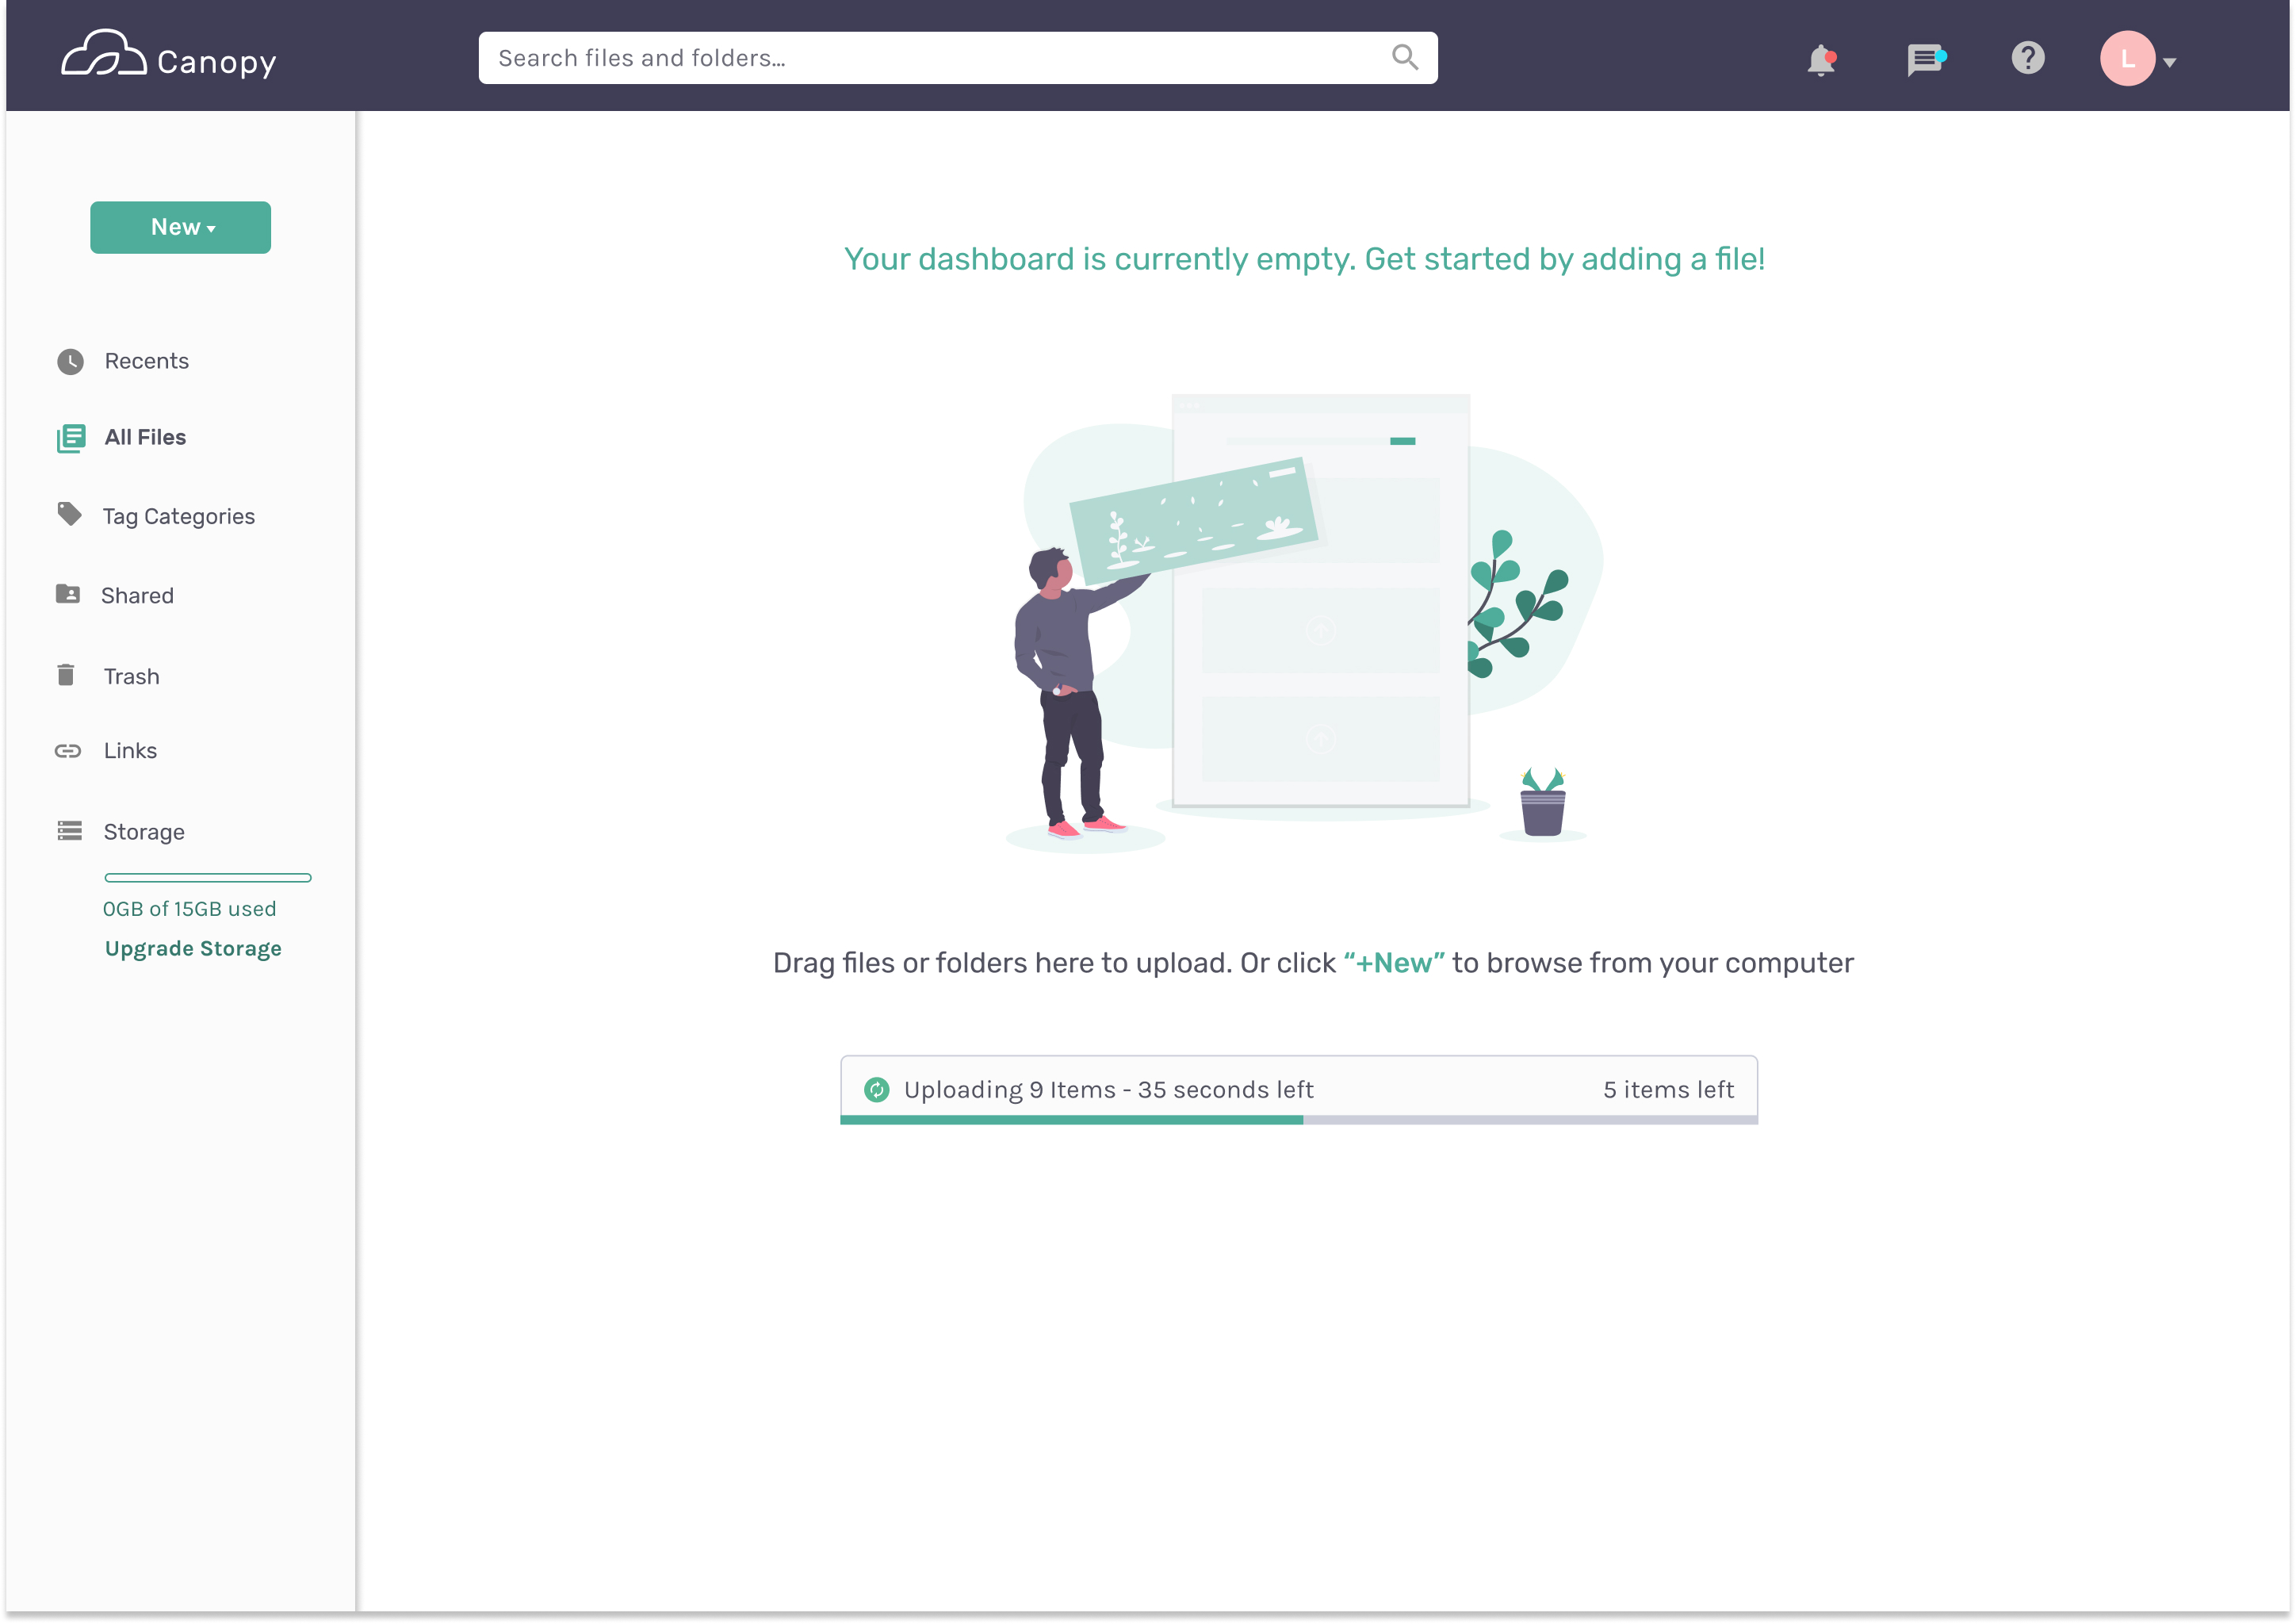 Canopy
Search files and folders...
L
New
Your dashboard is currently empty. Get started by adding a file!
Recents
All Files
Tag Categories
Shared
Trash
Links
Storage
0GB of 15GB used
Upgrade Storage
Drag files or folders here to upload. Or click “+New” to browse from your computer
Uploading 9 Items - 35 seconds left
5 items left